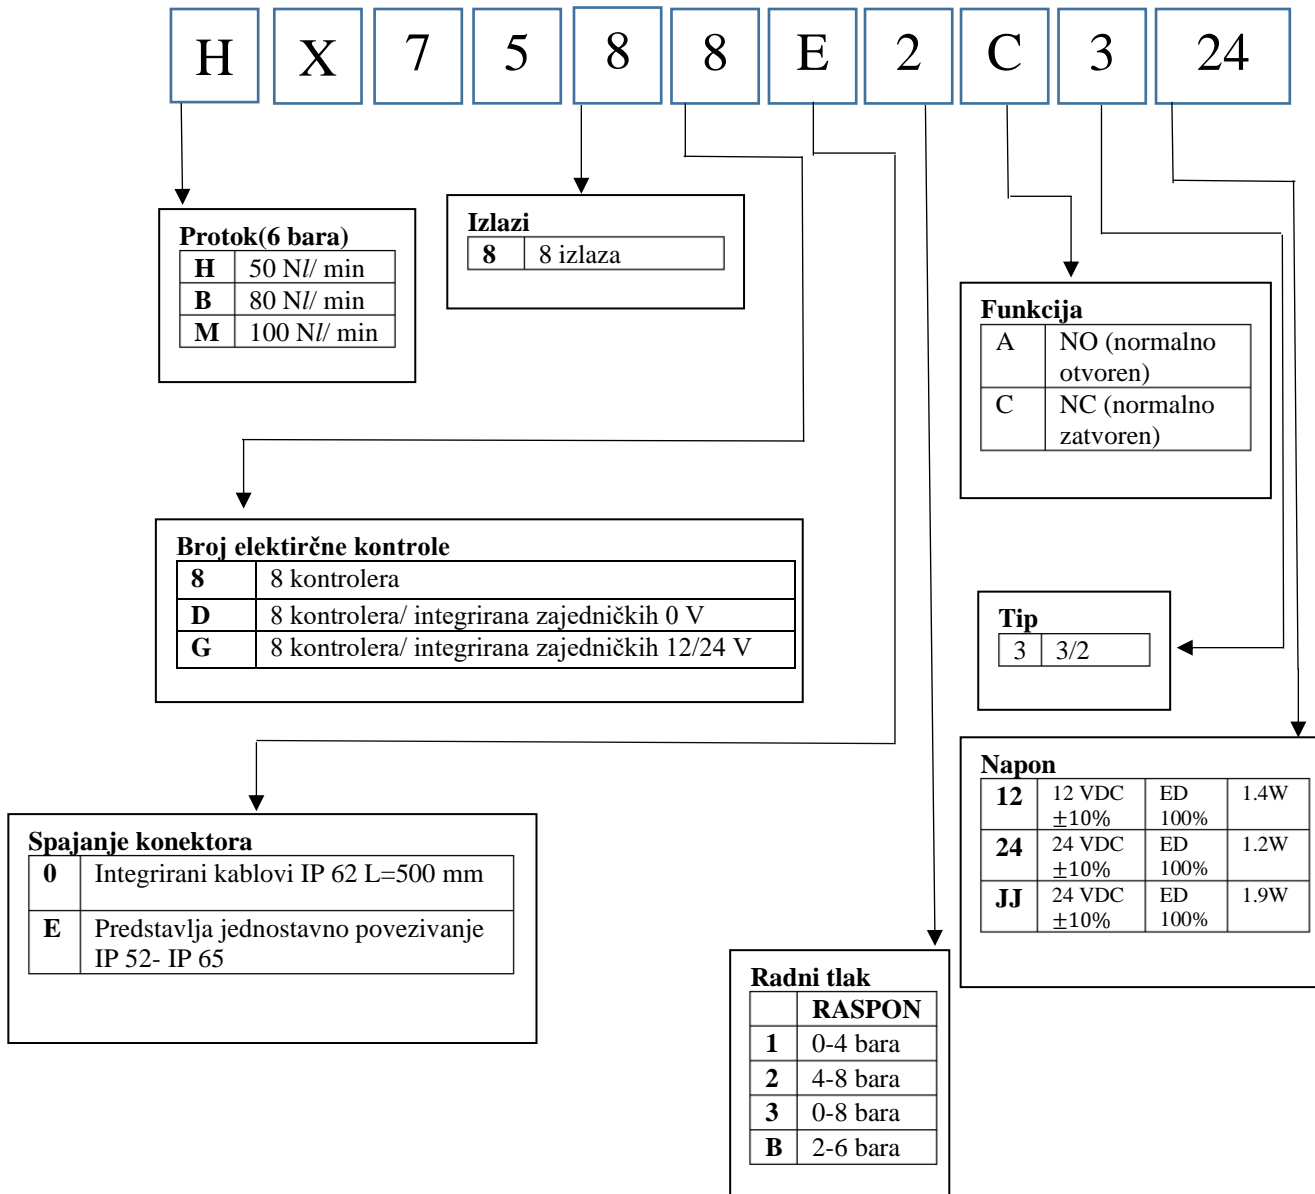 H X 7 5 8 8 E 2 C 3 24
Protok(6 bara)
H 50 Nl/ min
B 80 Nl/ min
M 100 Nl/ min
Izlazi
8 8 izlaza
Funkcija
A NO (normalno
otvoren)
C NC (normalno
zatvoren)
Broj elektirčne kontrole
8 8 kontrolera
D 8 kontrolera/ integrirana zajedničkih 0 V
G 8 kontrolera/ integrirana zajedničkih 12/24 V
Tip
3 3/2
Napon
12 12 VDC ED 1.4W
±10% 100%
24 24 VDC ED 1.2W
±10% 100%
JJ 24 VDC ED 1.9W
±10% 100%
Spajanje konektora
0 Integrirani kablovi IP 62 L=500 mm
E Predstavlja jednostavno povezivanje
IP 52- IP 65
Radni tlak
RASPON
1 0-4 bara
2 4-8 bara
3 0-8 bara
B 2-6 bara